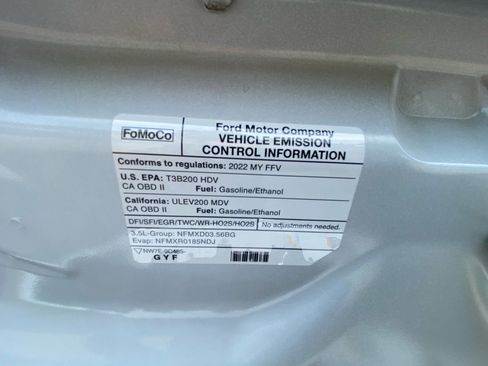 FoMoCo
Ford Motor Company
VEHICLE EMISSION
CONTROL INFORMATION
Conforms to regulations: 2022 MY FFV
U.S. EPA: T3B200 HDV
CA OBD II Fuel: Gasoline/Ethanol
California: ULEV200 MDV
CA OBD II Fuel: Gasoline/Ethanol
DFI/SFI/EGR/TWC/WR-HO2S/HO2S No adjustments needed.
3.5L-Group: NFMXD03.56BG
Evap: NFMXR0185NDJ
NW7E-9C485-
GYF